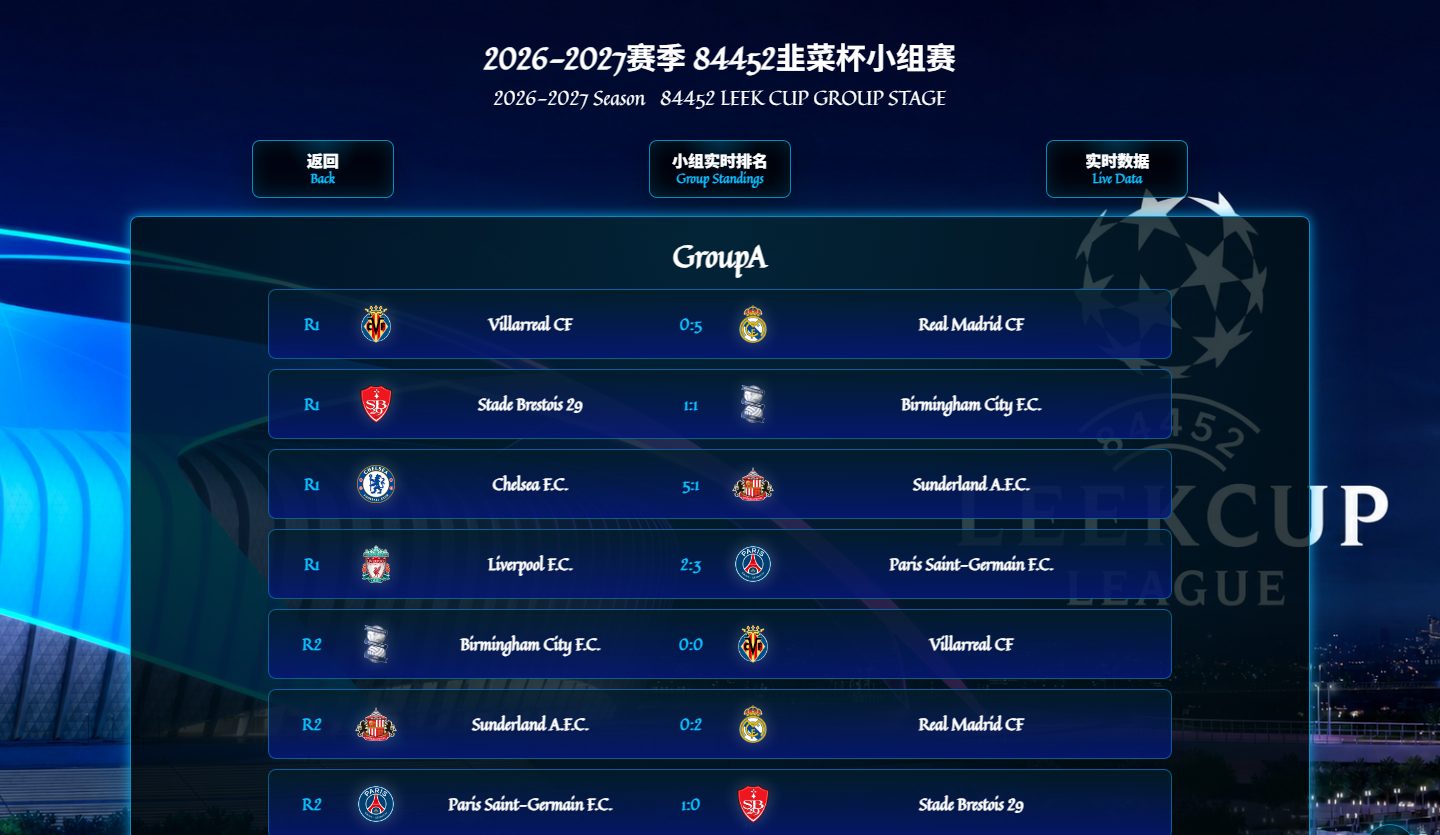 2026-2027赛季 84452韭菜杯小组赛
2026-2027 Season 84452 LEEK CUP GROUP STAGE
返回
Back
小组实时排名
Group Standings
实时数据
Live Data
GroupA
R1 Villarreal CF 0:5 Real Madrid CF
R1 Stade Brestois 29 1:1 Birmingham City F.C.
R1 Chelsea F.C. 5:1 Sunderland A.F.C.
R1 Liverpool F.C. 2:3 Paris Saint-Germain F.C.
R2 Birmingham City F.C. 0:0 Villarreal CF
R2 Sunderland A.F.C. 0:2 Real Madrid CF
R2 Paris Saint-Germain F.C. 1:0 Stade Brestois 29
84452
LEEKCUP
LEAGUE